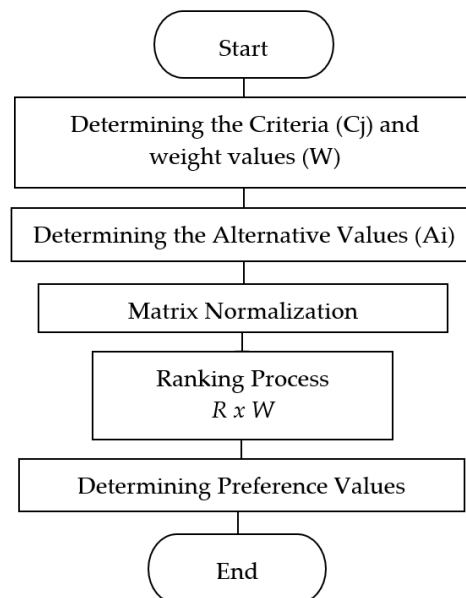 Start
Determining the Criteria (Cj) and
weight values (W)
Determining the Alternative Values (Ai)
Matrix Normalization
Ranking Process
R x W
Determining Preference Values
End